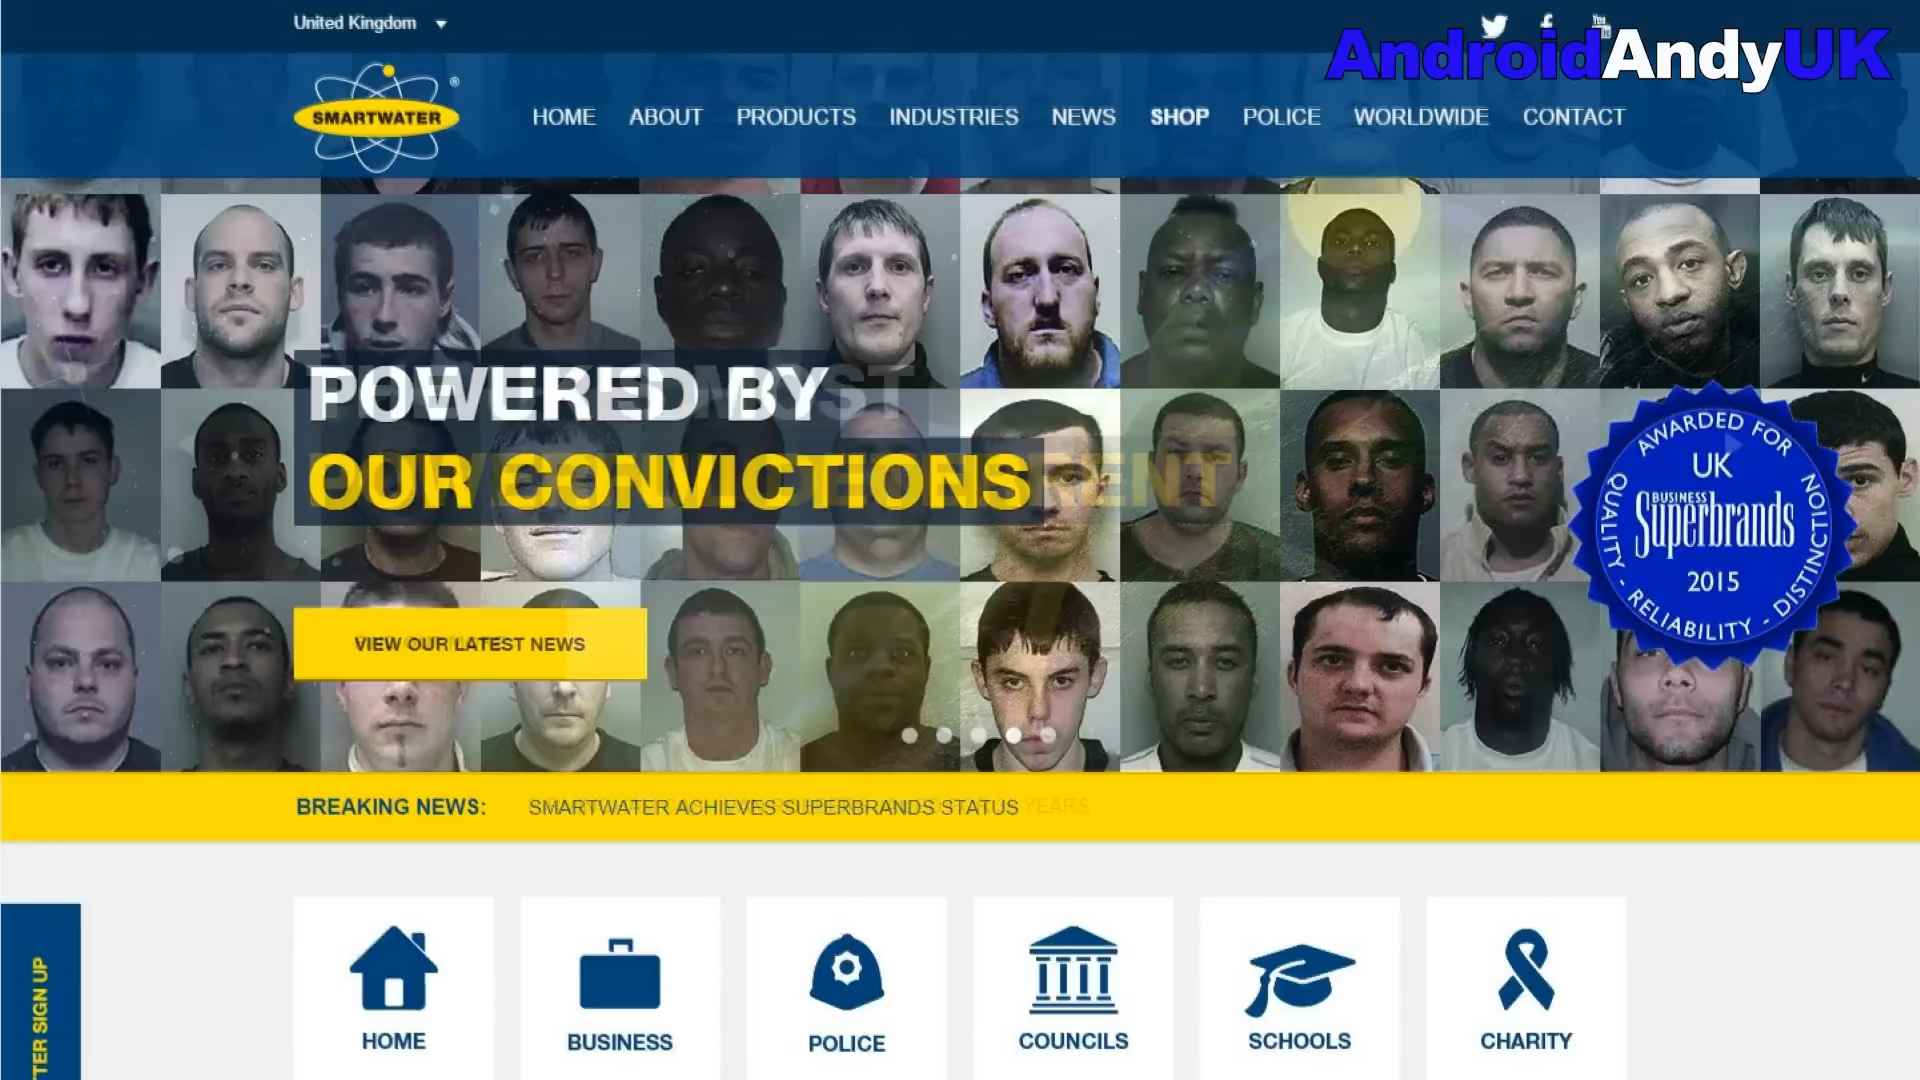 United Kingdom
AndroidAndyUK
SMARTWATER
®
HOME ABOUT PRODUCTS INDUSTRIES NEWS SHOP POLICE WORLDWIDE CONTACT
POWERED BY
OUR CONVICTIONS
AWARDED FOR
QUALITY - RELIABILITY - DISTINCTION
UK
BUSINESS
Superbrands
2015
VIEW OUR LATEST NEWS
BREAKING NEWS: SMARTWATER ACHIEVES SUPERBRANDS STATUS
YEARS
TTER SIGN UP
HOME BUSINESS POLICE COUNCILS SCHOOLS CHARITY